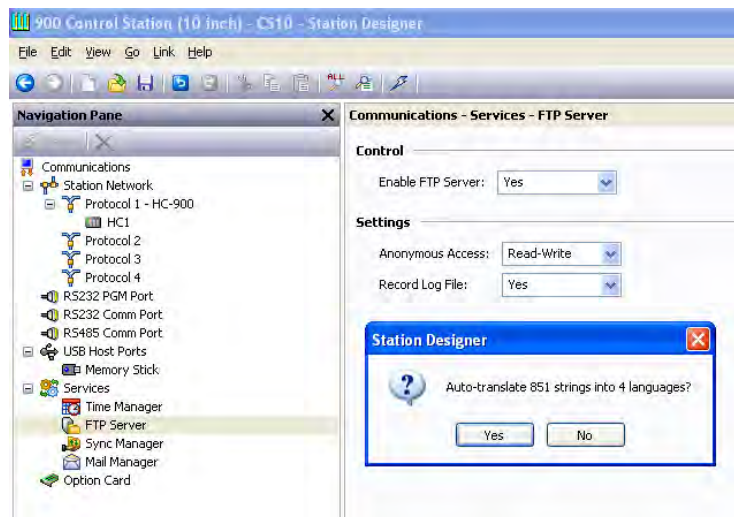 900 Control Station (10 inch) - CS10 - Station Designer
File Edit View Go Link Help
ALL
Navigation Pane
Communications
Station Network
Protocol 1 - HC-900
HC1
Protocol 2
Protocol 3
Protocol 4
RS232 PGM Port
RS232 Comm Port
RS485 Comm Port
USB Host Ports
Memory Stick
Services
Time Manager
FTP Server
Sync Manager
Mail Manager
Option Card
Communications - Services - FTP Server
Control
Enable FTP Server: Yes
Settings
Anonymous Access: Read-Write
Record Log File: Yes
Station Designer
Auto-translate 851 strings into 4 languages?
Yes No